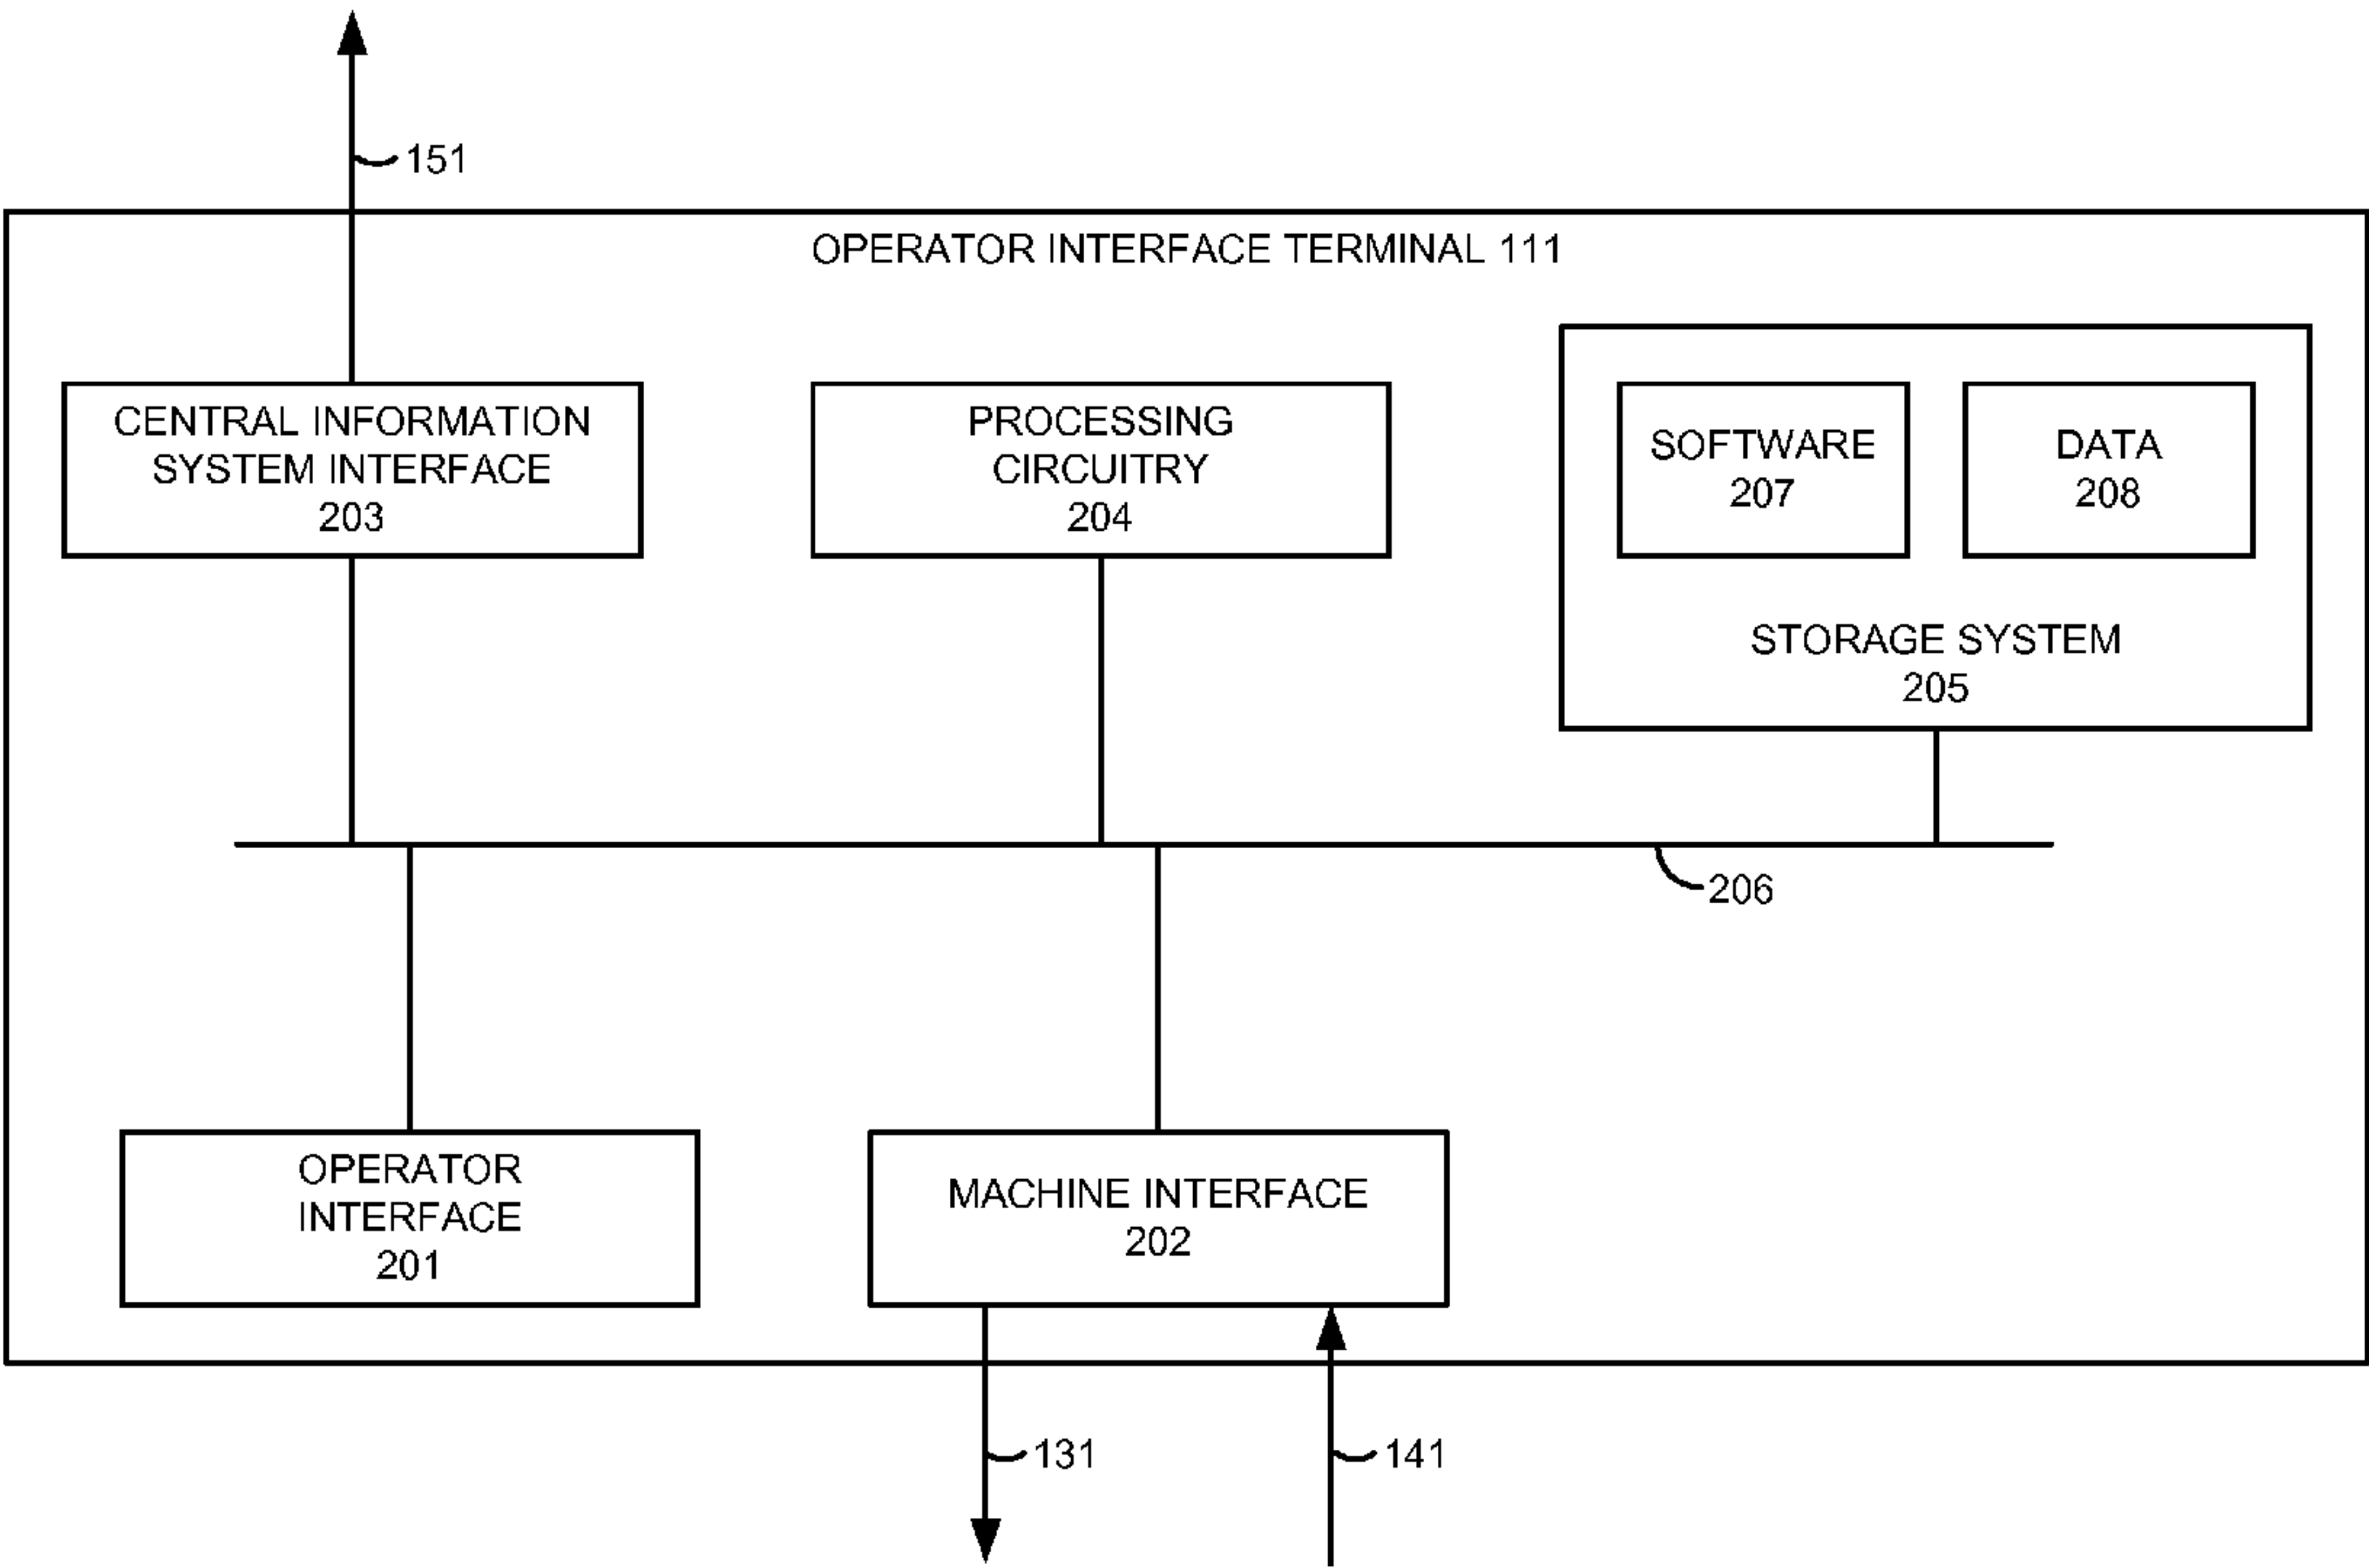 151
OPERATOR INTERFACE TERMINAL 111
CENTRAL INFORMATION
SYSTEM INTERFACE
203
PROCESSING
CIRCUITRY
204
SOFTWARE
207
DATA
208
STORAGE SYSTEM
205
206
OPERATOR
INTERFACE
201
MACHINE INTERFACE
202
131
141